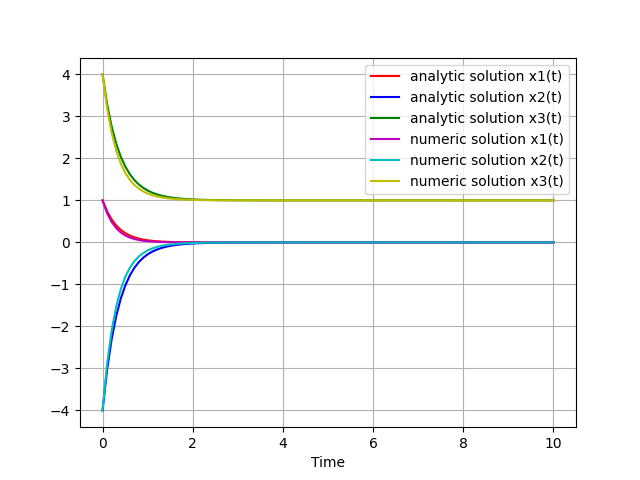 4
3
2
1
0
−1
−2
−3
−4
analytic solution x1(t)
analytic solution x2(t)
analytic solution x3(t)
numeric solution x1(t)
numeric solution x2(t)
numeric solution x3(t)
0 2 4 6 8 10
Time